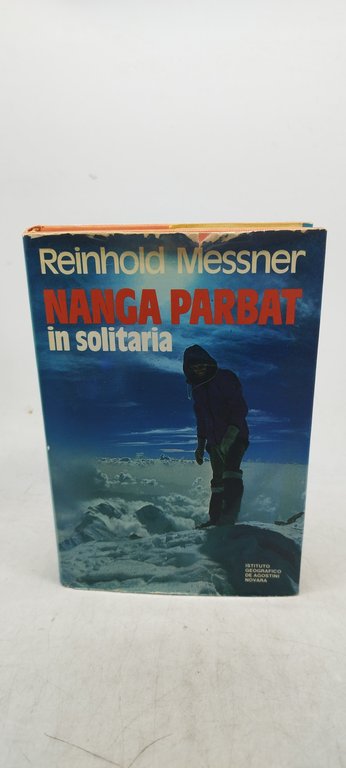 Reinhold Messner
NANGA PARBAT
in solitaria
ISTITUTO
GEOGRAFICO
DE AGOSTINI
NOVARA